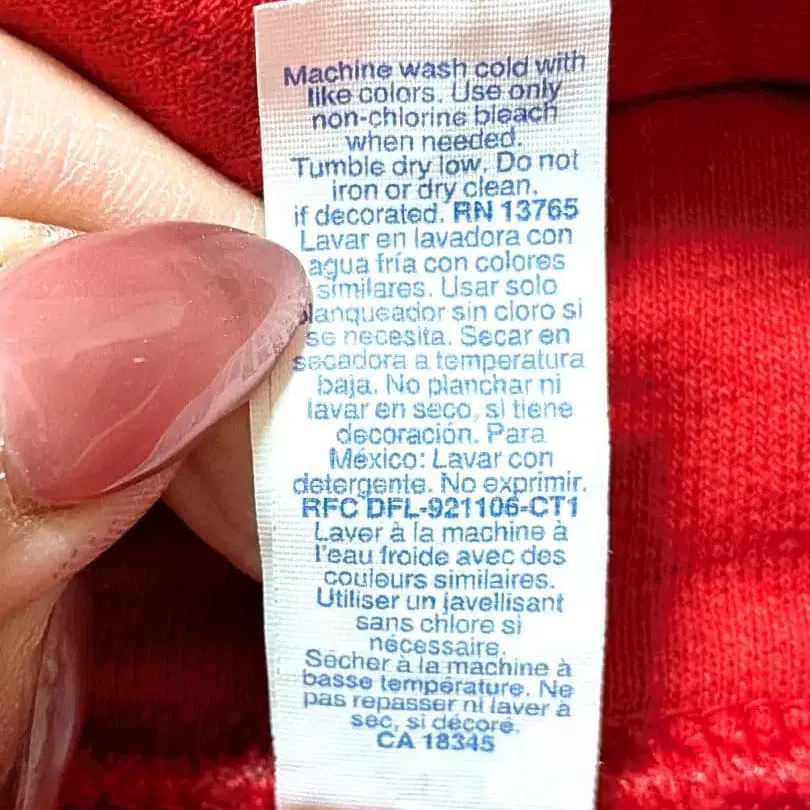 Machine wash cold with
like colors. Use only
non-chlorine bleach
when needed.
Tumble dry low. Do not
iron or dry clean,
if decorated. RN 13765
Lavar en lavadora con
agua fría con colores
similares. Usar solo
blanqueador sin cloro si
se necesita. Secar en
secadora a temperatura
baja. No planchar ni
lavar en seco, si tiene
decoración. Para
México: Lavar con
detergente. No exprimir.
RFC DFL-921106-CT1
Laver à la machine à
l'eau froide avec des
couleurs similaires.
Utiliser un javellisant
sans chlore si
nécessaire.
Sécher à la machine à
basse température. Ne
pas repasser ni laver à
sec, si décoré.
CA 18345